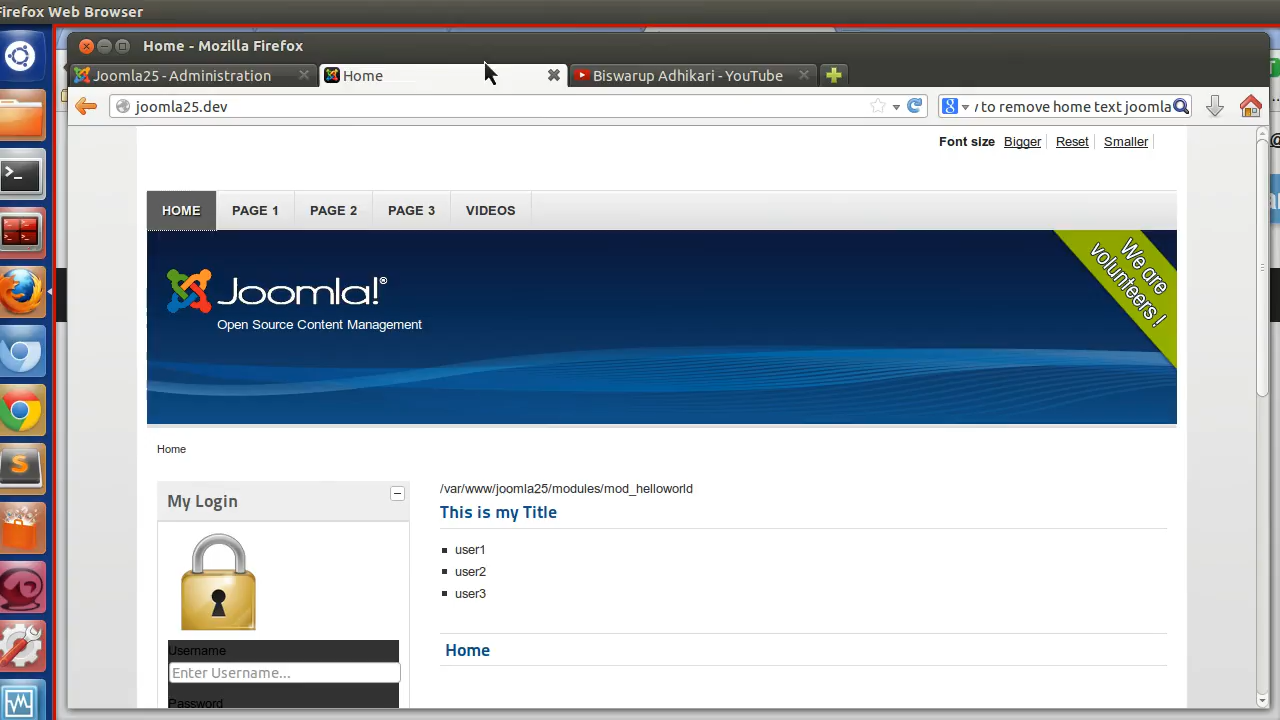 Firefox Web Browser
Home - Mozilla Firefox
Joomla25 - Administration
Home
Biswarup Adhikari - YouTube
joomla25.dev
to remove home text joomla
Font size Bigger Reset Smaller
HOME PAGE 1 PAGE 2 PAGE 3 VIDEOS
Joomla!®
Open Source Content Management
We are
volunteers !
Home
My Login
/var/www/joomla25/modules/mod_helloworld
This is my Title
user1
user2
user3
Username
Enter Username...
Home
Password